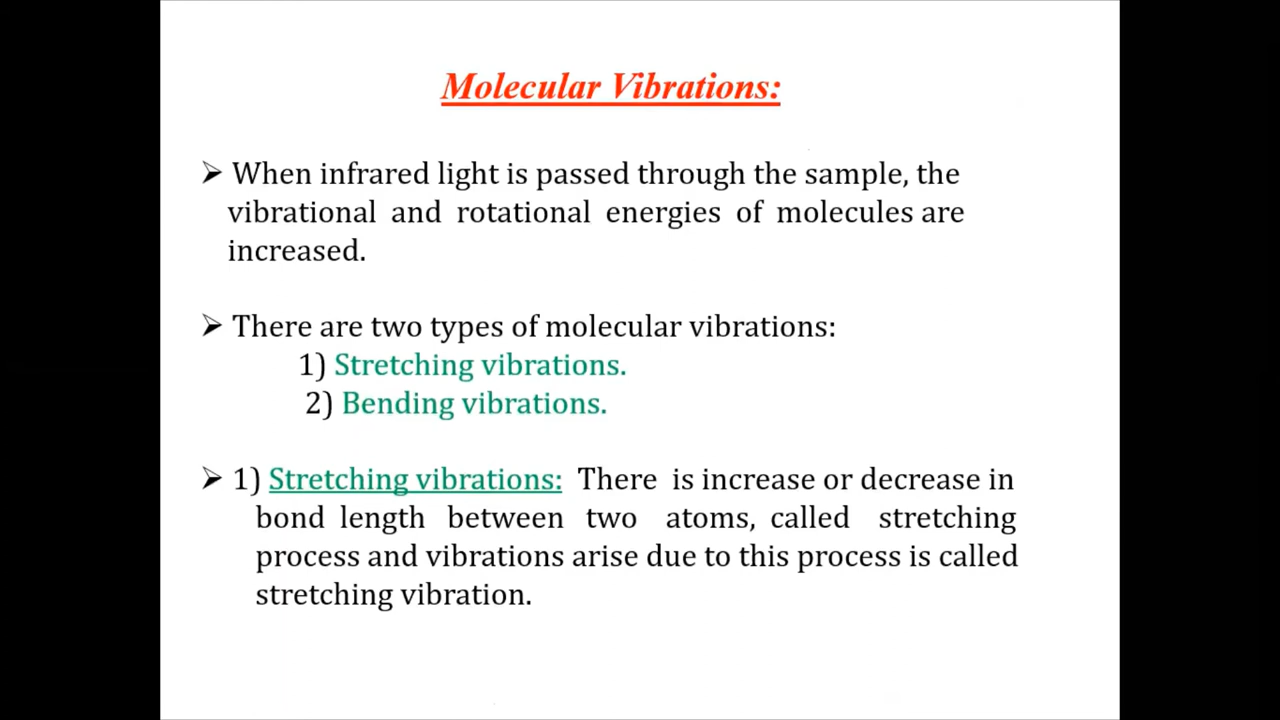 Molecular Vibrations:
➢ When infrared light is passed through the sample, the
vibrational and rotational energies of molecules are
increased.
➢ There are two types of molecular vibrations:
1) Stretching vibrations.
2) Bending vibrations.
➢ 1) Stretching vibrations: There is increase or decrease in
bond length between two atoms, called stretching
process and vibrations arise due to this process is called
stretching vibration.